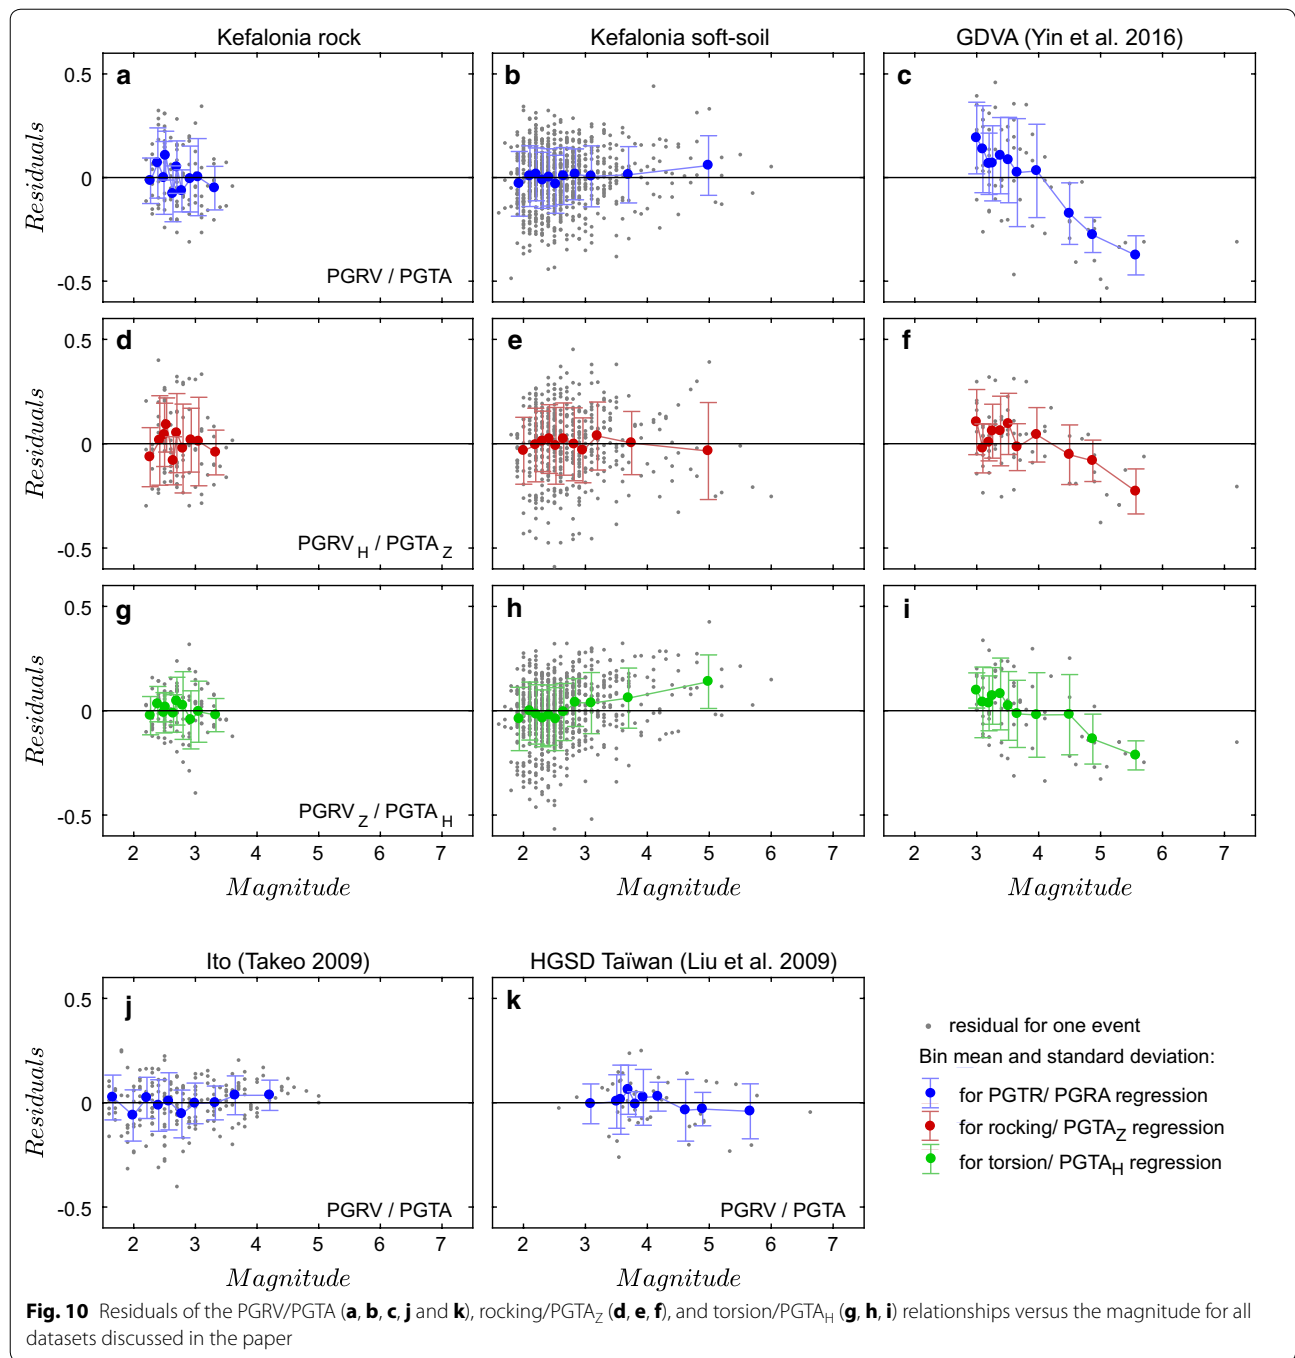 Kefalonia rock
Kefalonia soft-soil
GDVA (Yin et al. 2016)
a
b
c
0.5
0
-0.5
Residuals
PGRV / PGTA
d
e
f
0.5
0
-0.5
Residuals
PGRV H / PGTA Z
g
h
i
0.5
0
-0.5
Residuals
PGRV Z / PGTA H
2 3 4 5 6 7
2 3 4 5 6 7
2 3 4 5 6 7
Magnitude
Magnitude
Magnitude
Ito (Takeo 2009)
HGSD Taïwan (Liu et al. 2009)
j
k
0.5
0
-0.5
Residuals
PGRV / PGTA
PGRV / PGTA
2 3 4 5 6 7
2 3 4 5 6 7
Magnitude
Magnitude
residual for one event
Bin mean and standard deviation:
for PGTR/ PGRA regression
for rocking/ PGTA Z regression
for torsion/ PGTA H regression
Fig. 10 Residuals of the PGRV/PGTA (a, b, c, j and k), rocking/PGTAZ (d, e, f), and torsion/PGTAH (g, h, i) relationships versus the magnitude for all
datasets discussed in the paper